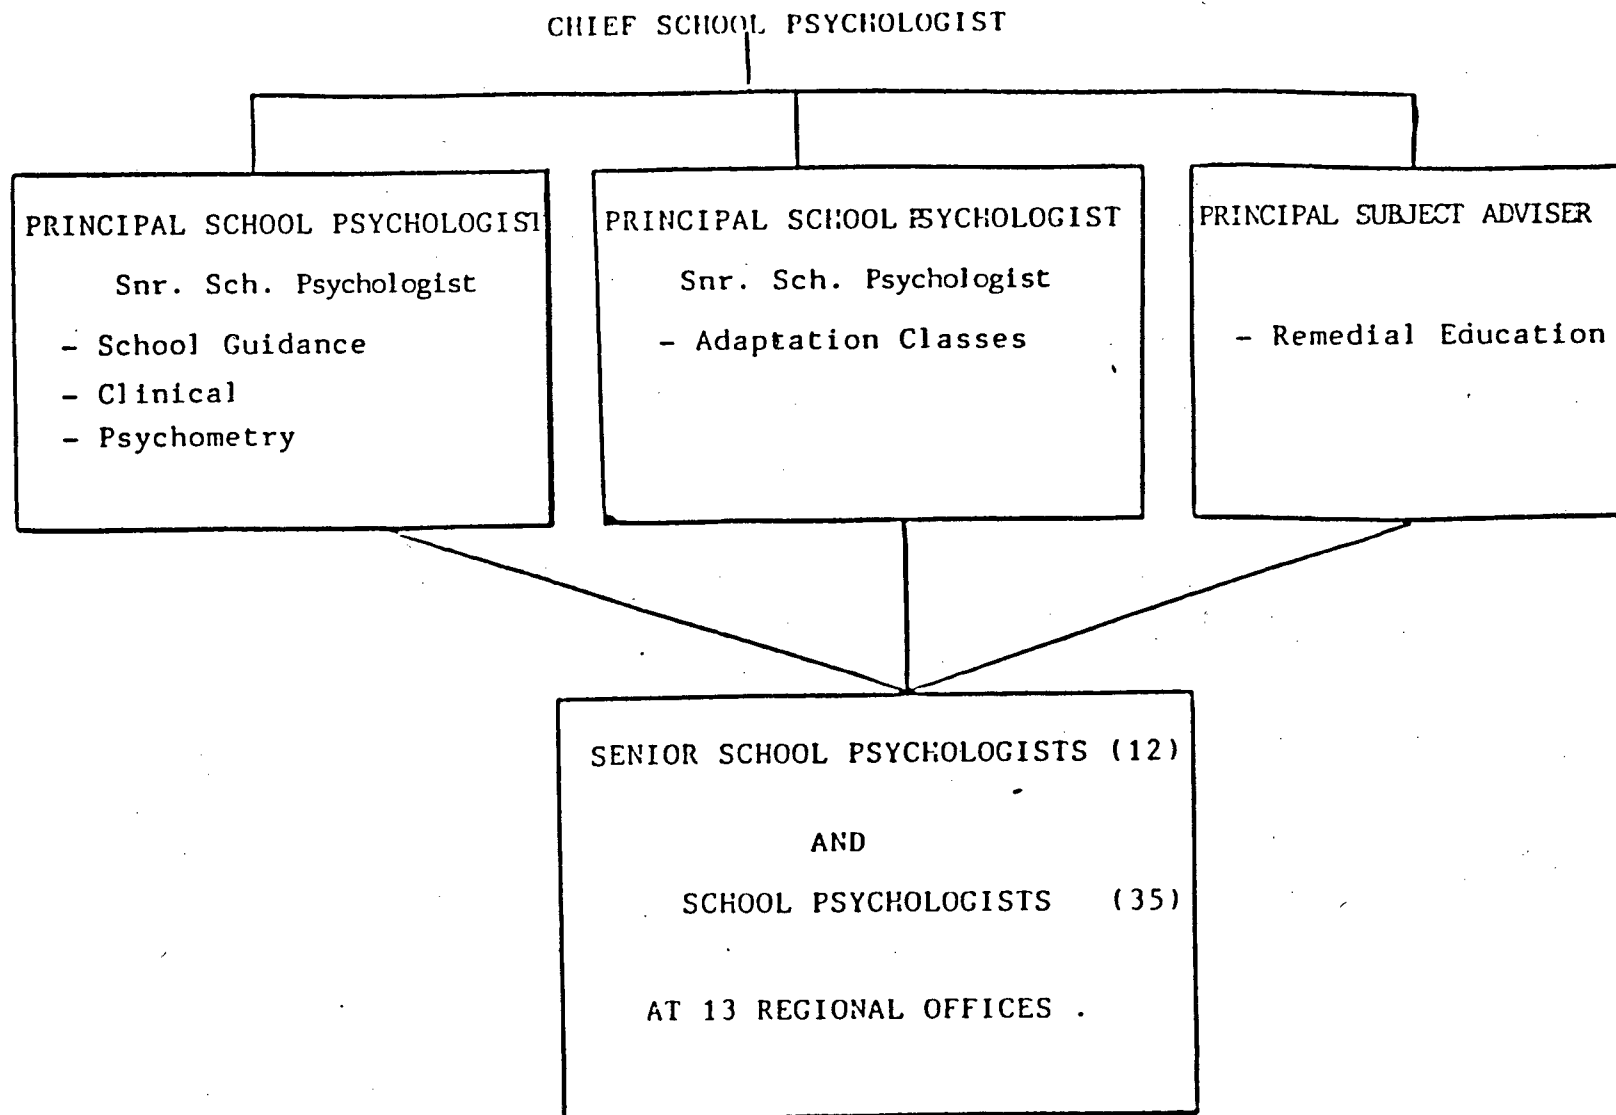 CHIEF SCHOOL PSYCHOLOGIST
PRINCIPAL SCHOOL PSYCHOLOGIST
Snr. Sch. Psychologist
- School Guidance
- Clinical
- Psychometry
PRINCIPAL SCHOOL PSYCHOLOGIST
Snr. Sch. Psychologist
- Adaptation Classes
PRINCIPAL SUBJECT ADVISER
- Remedial Education
SENIOR SCHOOL PSYCHOLOGISTS (12)
AND
SCHOOL PSYCHOLOGISTS (35)
AT 13 REGIONAL OFFICES .